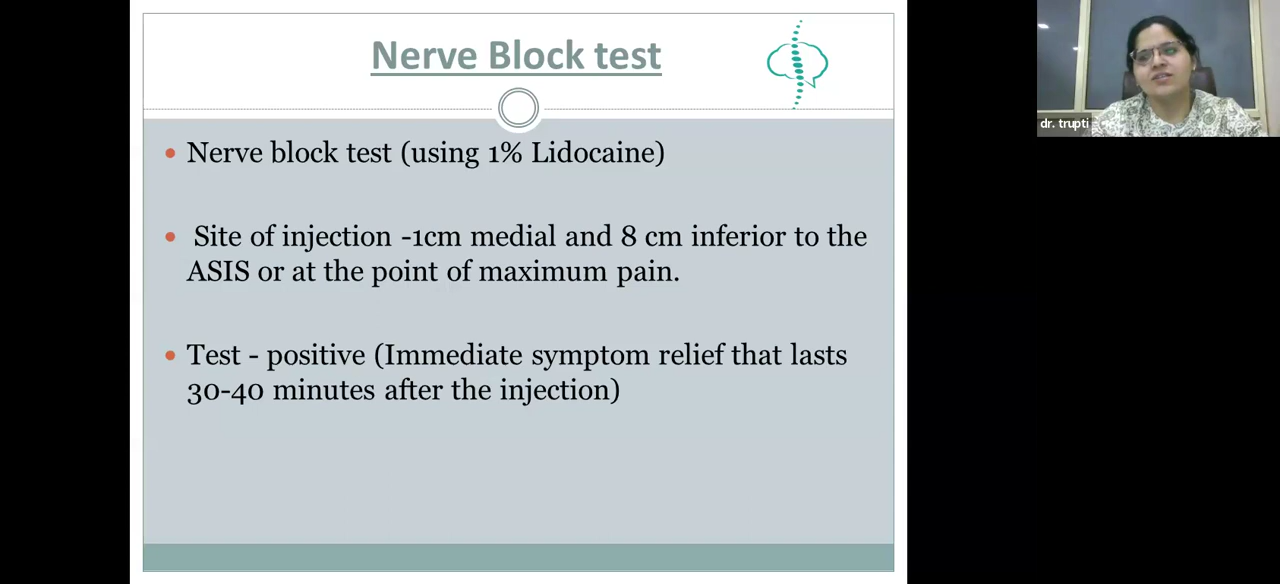 Nerve Block test
• Nerve block test (using 1% Lidocaine)
• Site of injection -1cm medial and 8 cm inferior to the
ASIS or at the point of maximum pain.
• Test - positive (Immediate symptom relief that lasts
30-40 minutes after the injection)
dr. trupti